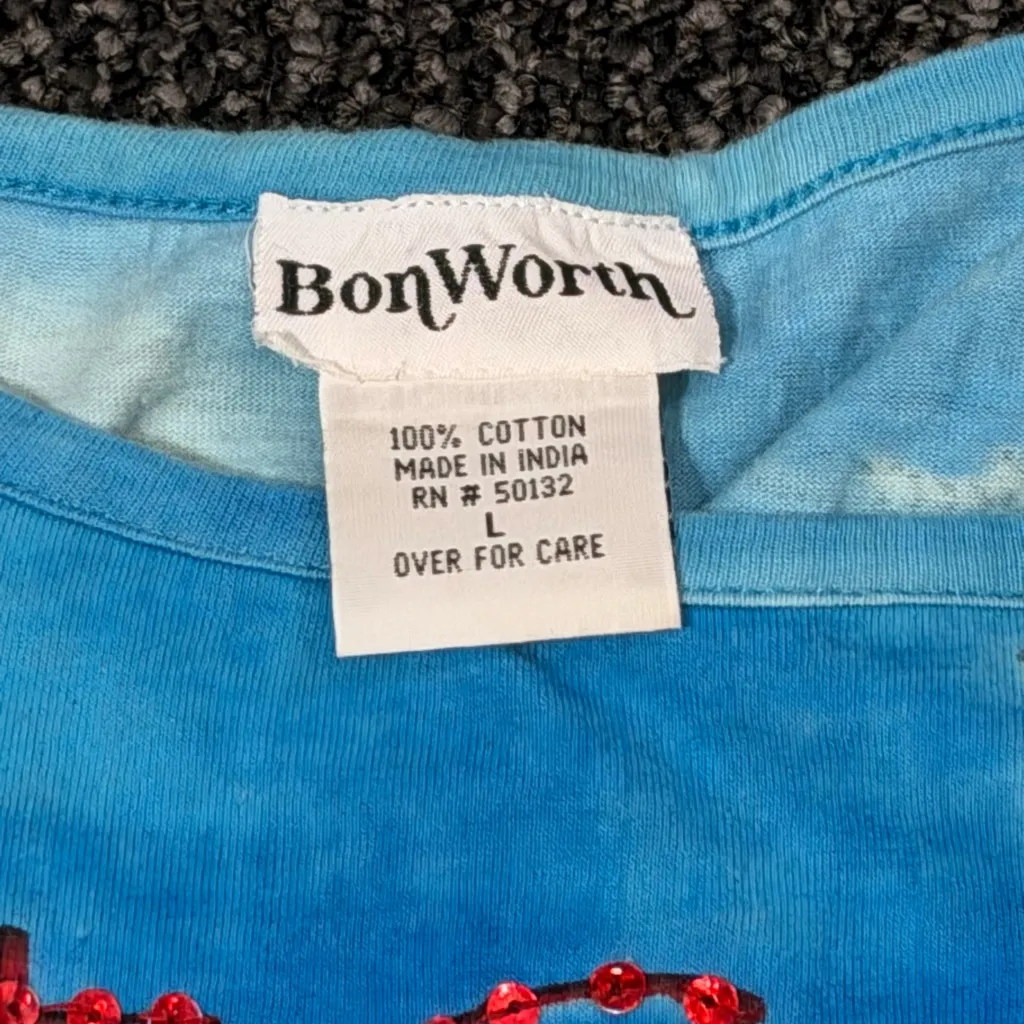 BonWorth
100% COTTON
MADE IN INDIA
RN # 50132
L
OVER FOR CARE